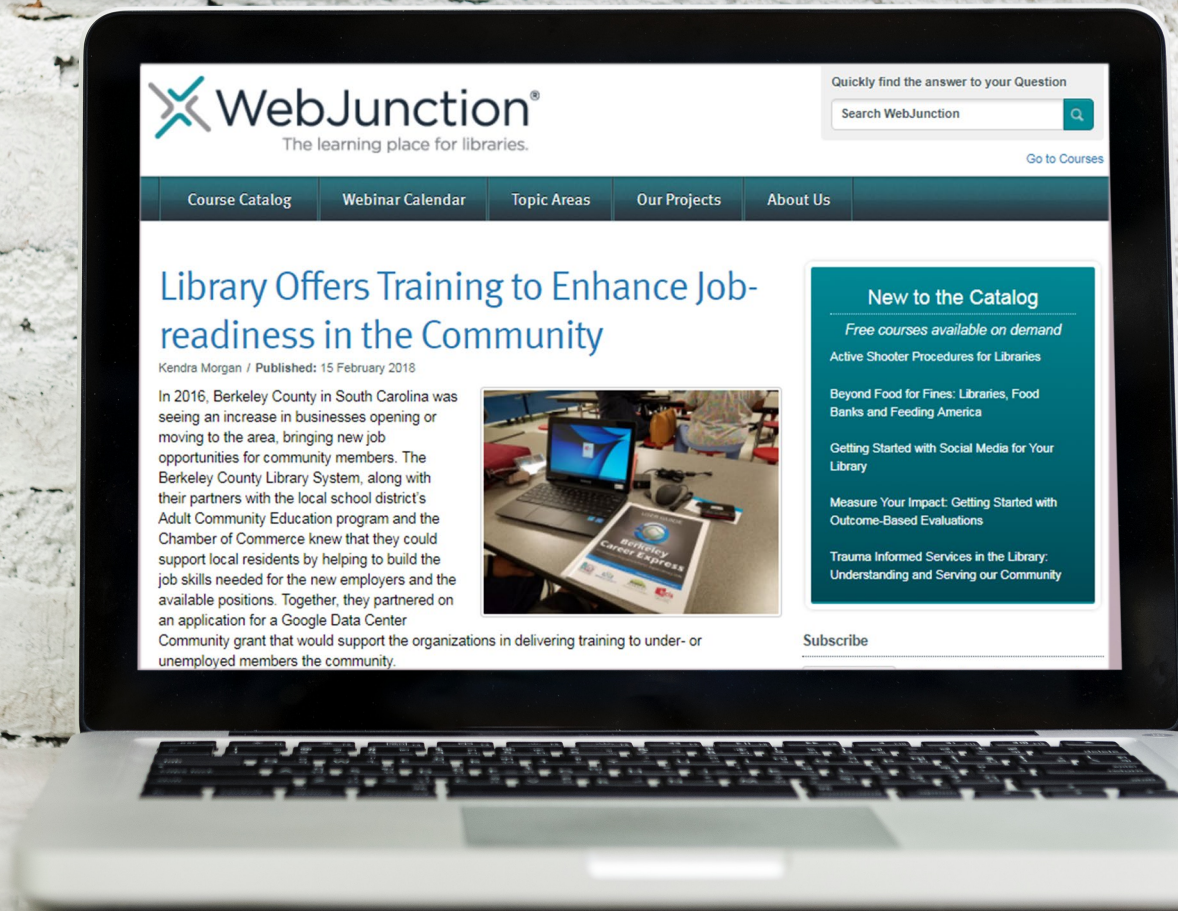 WebJunction®
The learning place for libraries.
Quickly find the answer to your Question
Search WebJunction
Go to Courses
Course Catalog
Webinar Calendar
Topic Areas
Our Projects
About Us
Library Offers Training to Enhance Job-
readiness in the Community
Kendra Morgan / Published: 15 February 2018
In 2016, Berkeley County in South Carolina was
seeing an increase in businesses opening or
moving to the area, bringing new job
opportunities for community members. The
Berkeley County Library System, along with
their partners with the local school district's
Adult Community Education program and the
Chamber of Commerce knew that they could
support local residents by helping to build the
job skills needed for the new employers and the
available positions. Together, they partnered on
an application for a Google Data Center
Community grant that would support the organizations in delivering training to under- or
unemployed members the community.
USER GUIDE
Berkeley
Career Express
New to the Catalog
Free courses available on demand
Active Shooter Procedures for Libraries
Beyond Food for Fines: Libraries, Food
Banks and Feeding America
Getting Started with Social Media for Your
Library
Measure Your Impact: Getting Started with
Outcome-Based Evaluations
Trauma Informed Services in the Library:
Understanding and Serving our Community
Subscribe